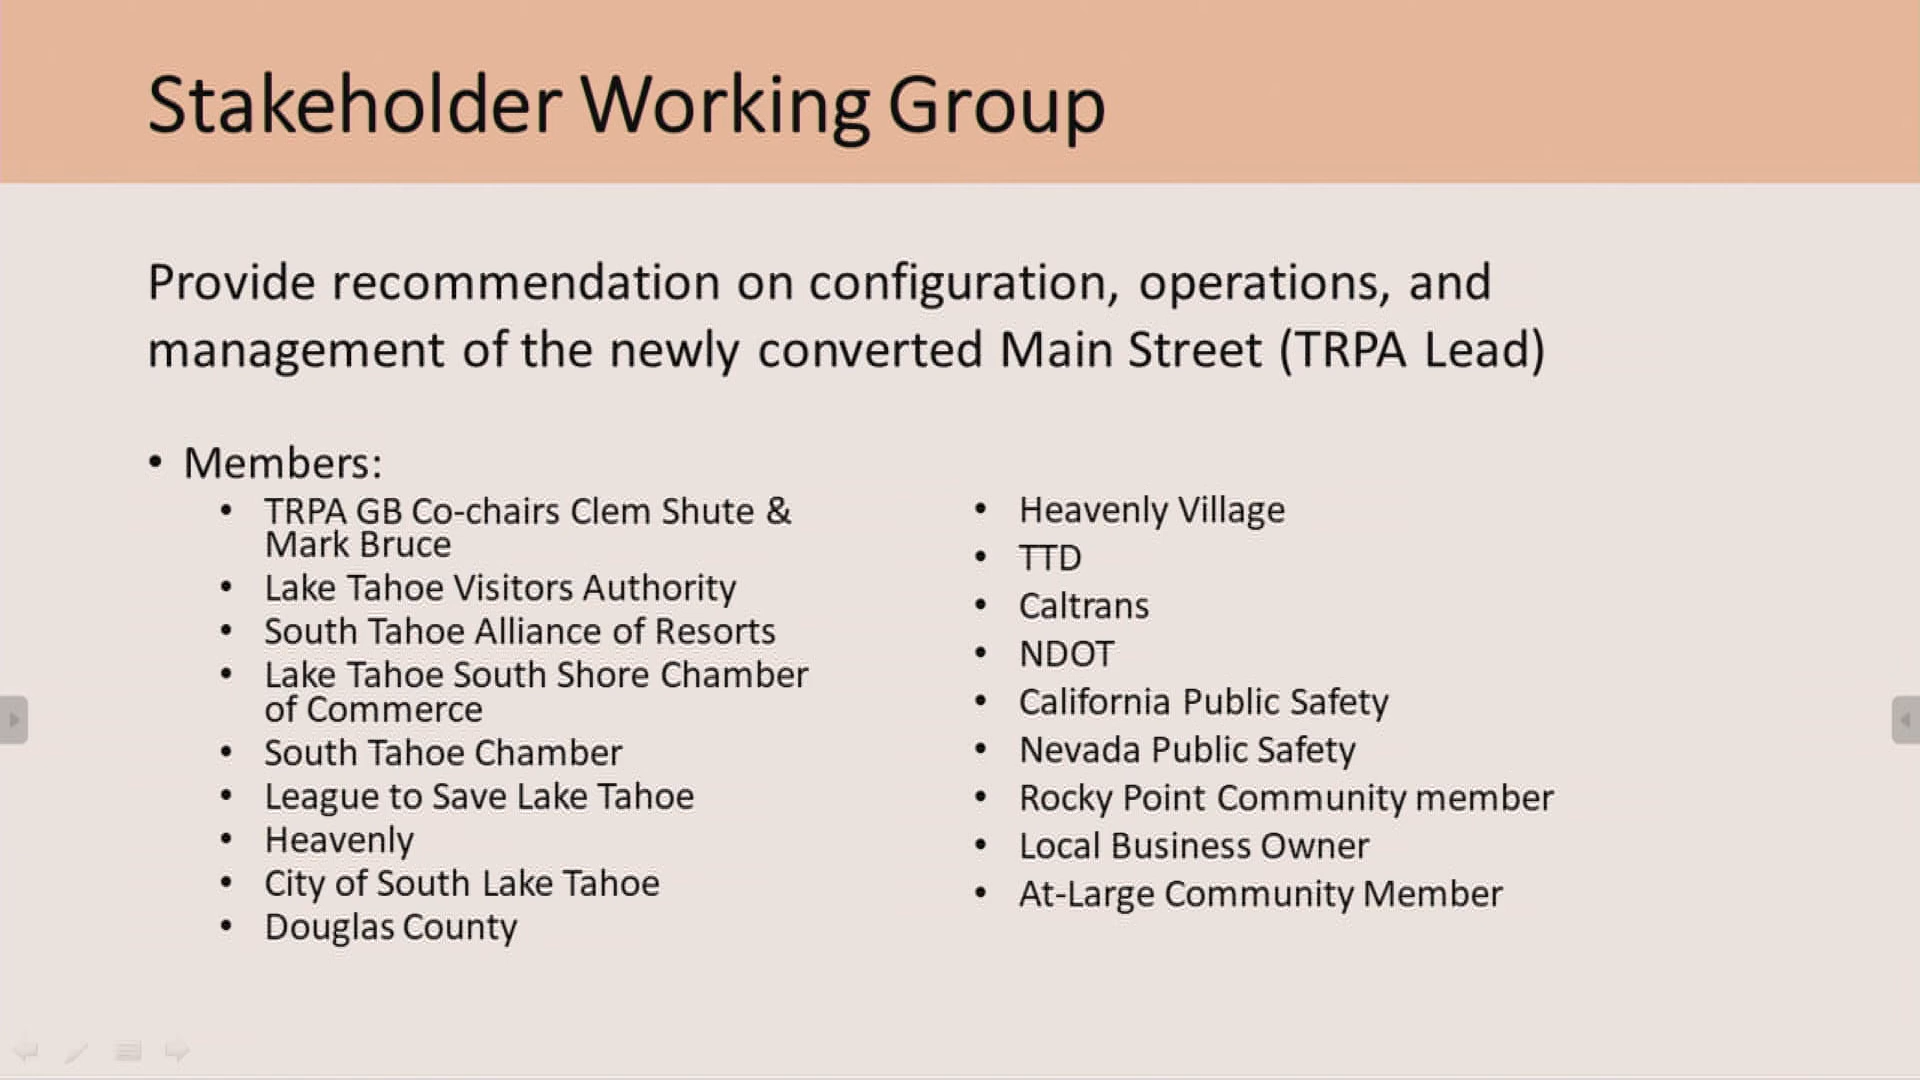 Stakeholder Working Group
Provide recommendation on configuration, operations, and
management of the newly converted Main Street (TRPA Lead)
• Members:
• TRPA GB Co-chairs Clem Shute &
Mark Bruce
• Lake Tahoe Visitors Authority
• South Tahoe Alliance of Resorts
• Lake Tahoe South Shore Chamber
of Commerce
• South Tahoe Chamber
• League to Save Lake Tahoe
• Heavenly
• City of South Lake Tahoe
• Douglas County
• Heavenly Village
• TTD
• Caltrans
• NDOT
• California Public Safety
• Nevada Public Safety
• Rocky Point Community member
• Local Business Owner
• At-Large Community Member